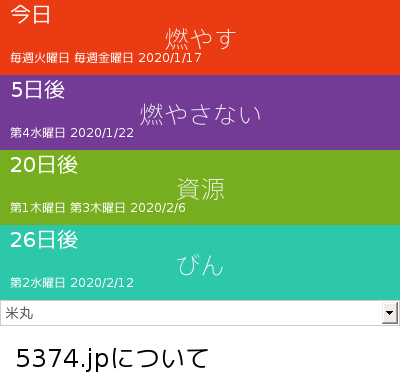 今日
燃やす
毎週火曜日 毎週金曜日 2020/1/17
5日後
燃やさない
第4水曜日 2020/1/22
20日後
資源
第1木曜日 第3木曜日 2020/2/6
26日後
びん
第2水曜日 2020/2/12
米丸
5374.jpについて